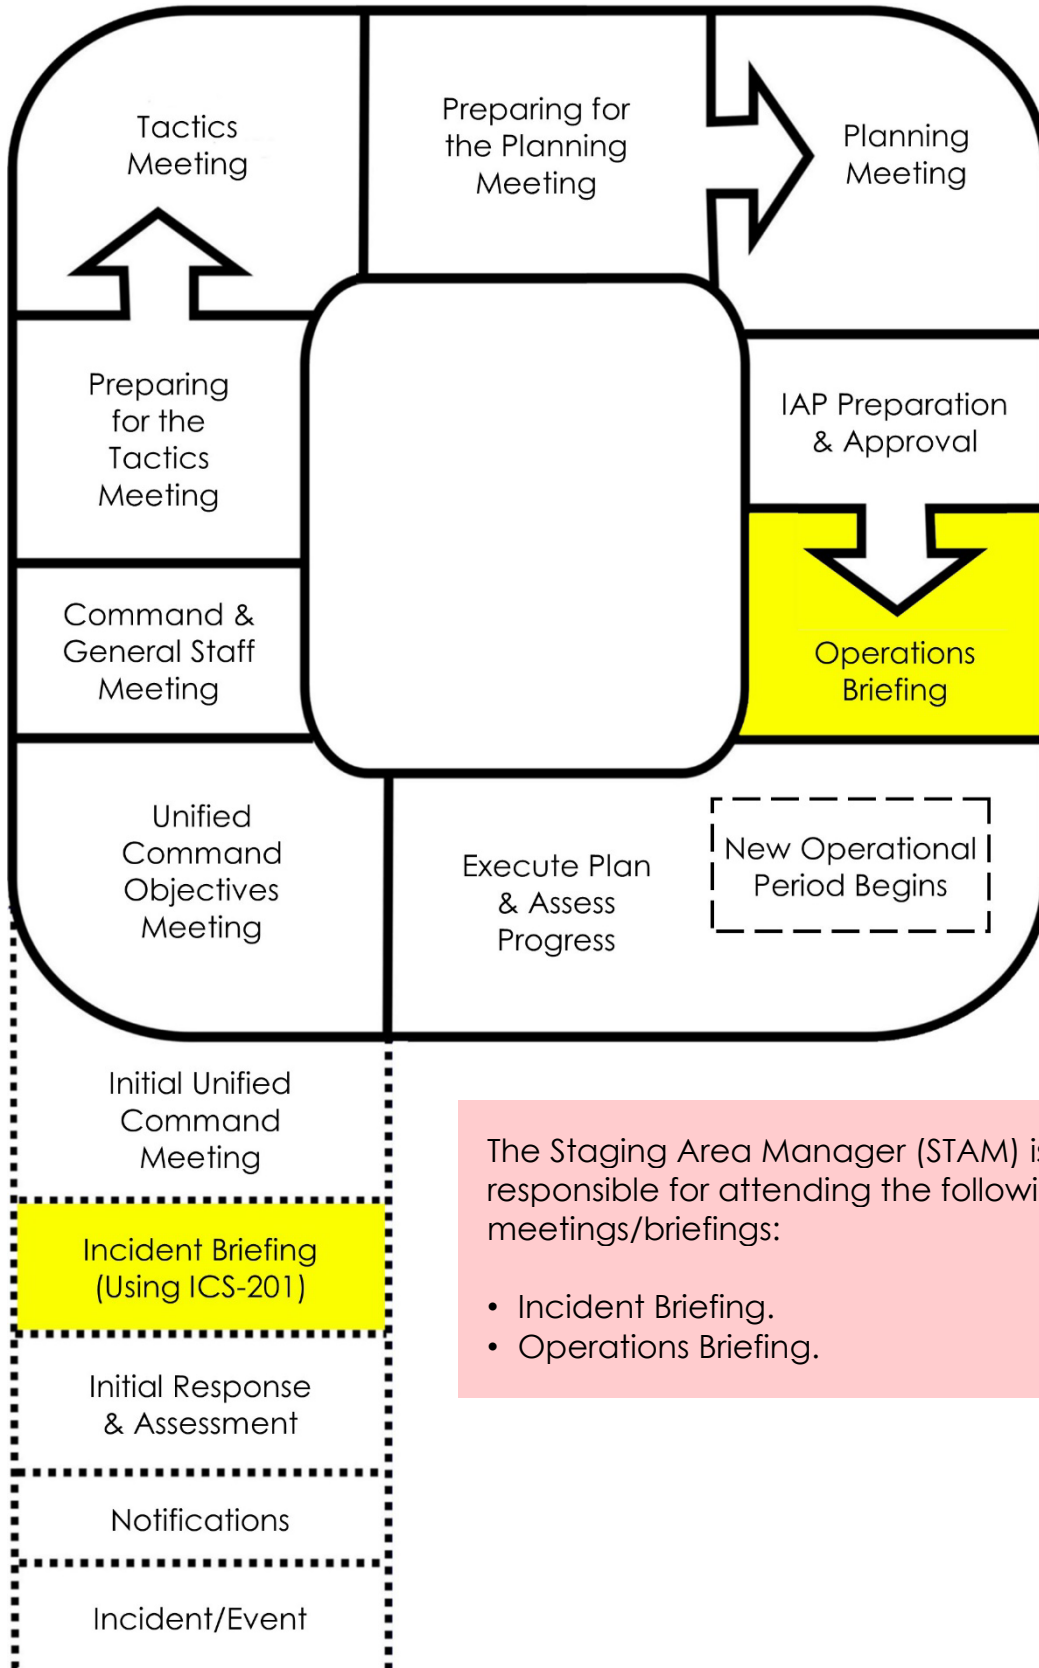 Tactics
Meeting
Preparing for
the Planning
Meeting
Planning
Meeting
Preparing
for the
Tactics
Meeting
IAP Preparation
& Approval
Command &
General Staff
Meeting
Operations
Briefing
Unified
Command
Objectives
Meeting
Execute Plan
& Assess
Progress
New Operational
Period Begins
Initial Unified
Command
Meeting
Incident Briefing
(Using ICS-201)
Initial Response
& Assessment
Notifications
Incident/Event
The Staging Area Manager (STAM)
responsible for attending the
meetings/briefings:
• Incident Briefing.
• Operations Briefing.